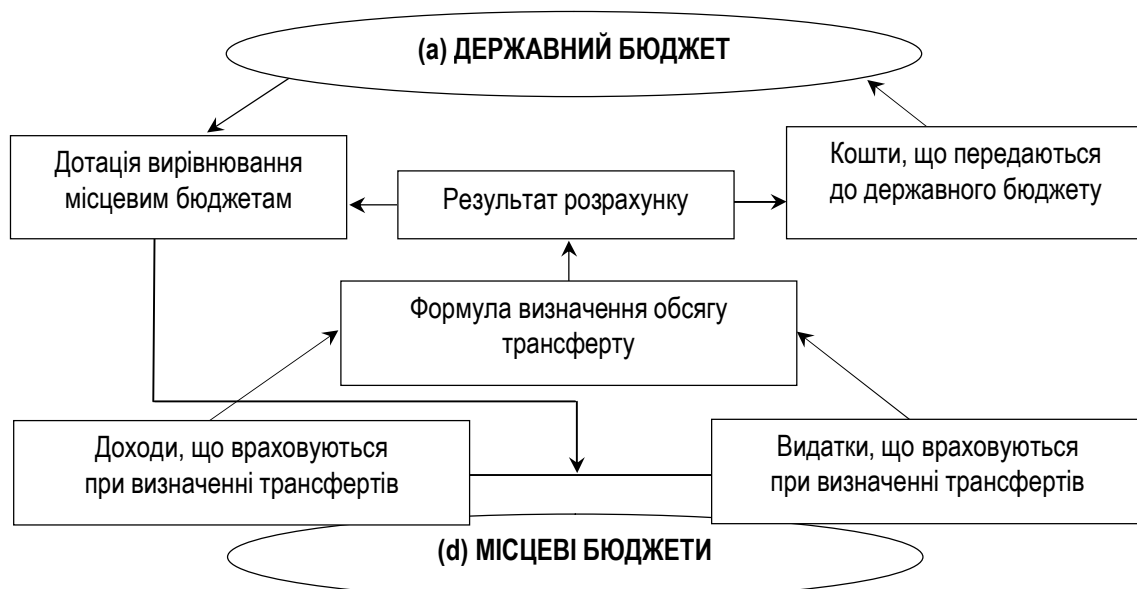 (a) ДЕРЖАВНИЙ БЮДЖЕТ
Дотація вирівнювання
місцевим бюджетам
Результат розрахунку
Кошти, що передаються
до державного бюджету
Формула визначення обсягу
трансферту
Доходи, що враховуються
при визначенні трансфертів
Видатки, що враховуються
при визначенні трансфертів
(d) МІСЦЕВІ БЮДЖЕТИ